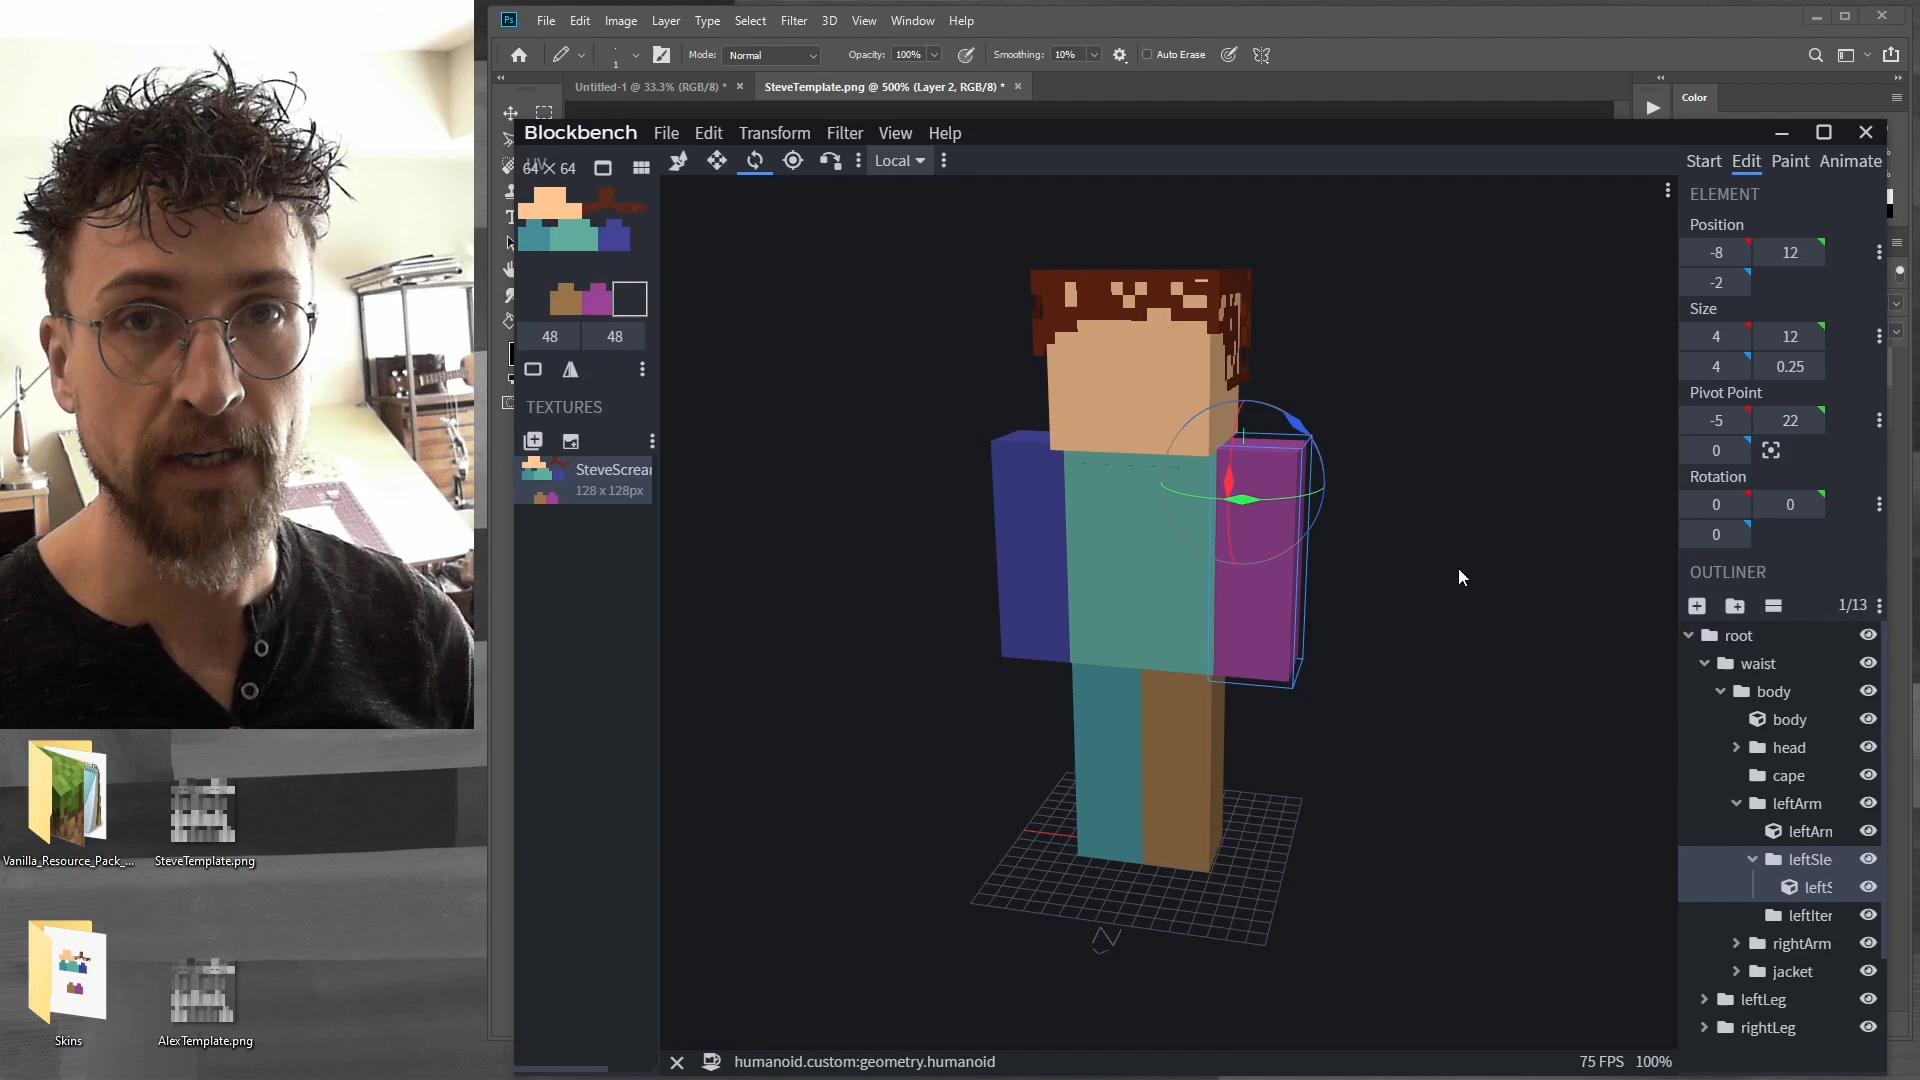 Ps File Edit Image Layer Type Select Filter 3D View Window Help
1 Mode: Normal Opacity: 100% Smoothing: 10% Auto Erase
Untitled-1 @ 33.3% (RGB/8) * × SteveTemplate.png @ 500% (Layer 2, RGB/8) * ×
Color
Blockbench File Edit Transform Filter View Help
64 × 64
Local
Start Edit Paint Animate
ELEMENT
Position
-8 12
-2
Size
4 12
4 0.25
Pivot Point
-5 22
0
Rotation
0 0
0
48 48
TEXTURES
SteveScrear
128 x 128px
OUTLINER
1/13
root
waist
body
body
head
cape
leftArm
leftArn
leftSle
leftS
leftIter
rightArm
jacket
leftLeg
rightLeg
humanoid.custom:geometry.humanoid
75 FPS 100%
Vanilla_Resource_Pack_...
SteveTemplate.png
Skins
AlexTemplate.png